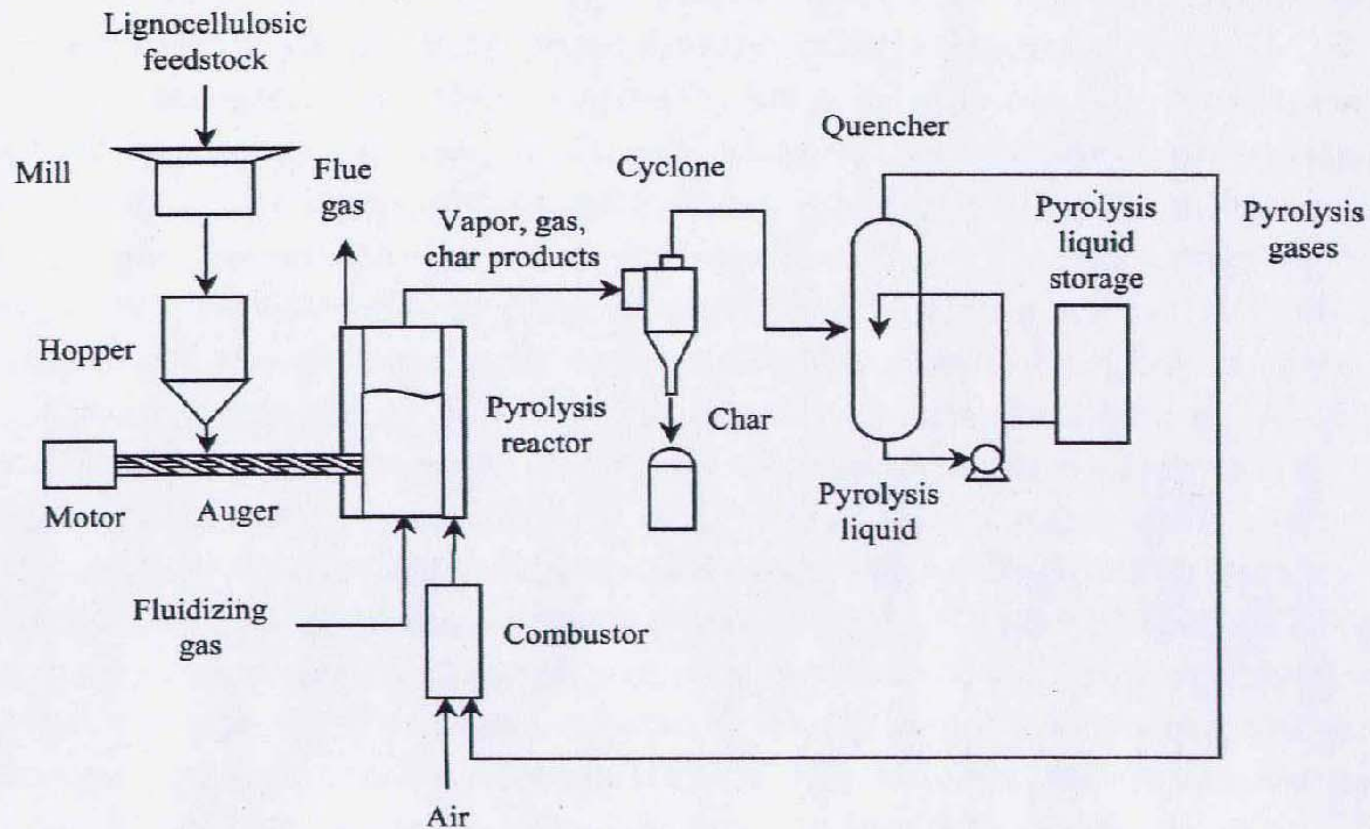 Lignocellulosic
feedstock
Mill
Flue
gas
Vapor, gas,
char products
Cyclone
Quencher
Pyrolysis
liquid
storage
Pyrolysis
gases
Hopper
Pyrolysis
reactor
Char
Motor
Auger
Pyrolysis
liquid
Fluidizing
gas
Combustor
Air